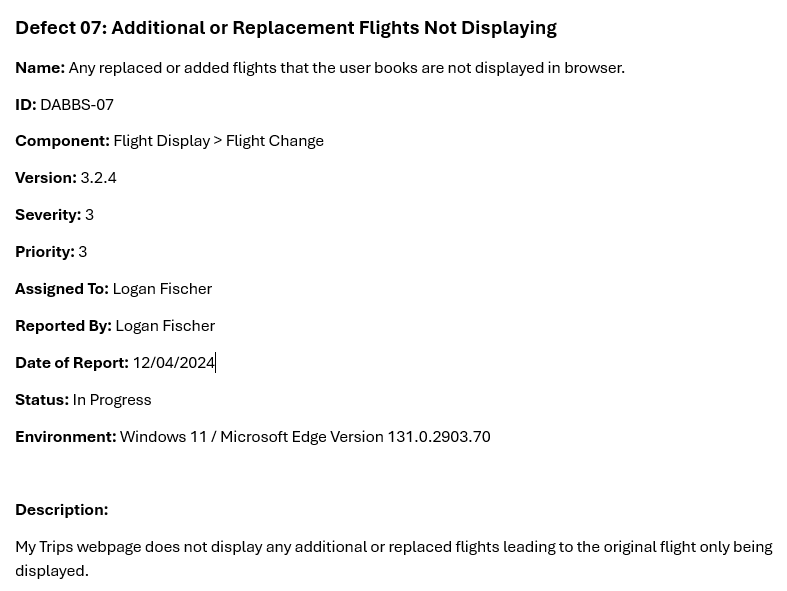 Defect 07: Additional or Replacement Flights Not Displaying
Name: Any replaced or added flights that the user books are not displayed in browser.
ID: DABBS-07
Component: Flight Display > Flight Change
Version: 3.2.4
Severity: 3
Priority: 3
Assigned To: Logan Fischer
Reported By: Logan Fischer
Date of Report: 12/04/2024
Status: In Progress
Environment: Windows 11 / Microsoft Edge Version 131.0.2903.70
Description:
My Trips webpage does not display any additional or replaced flights leading to the original flight only being
displayed.